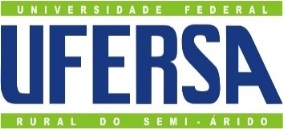 UNIVERSIDADE FEDERAL
UFERSA
RURAL DO SEMI-ÁRIDO